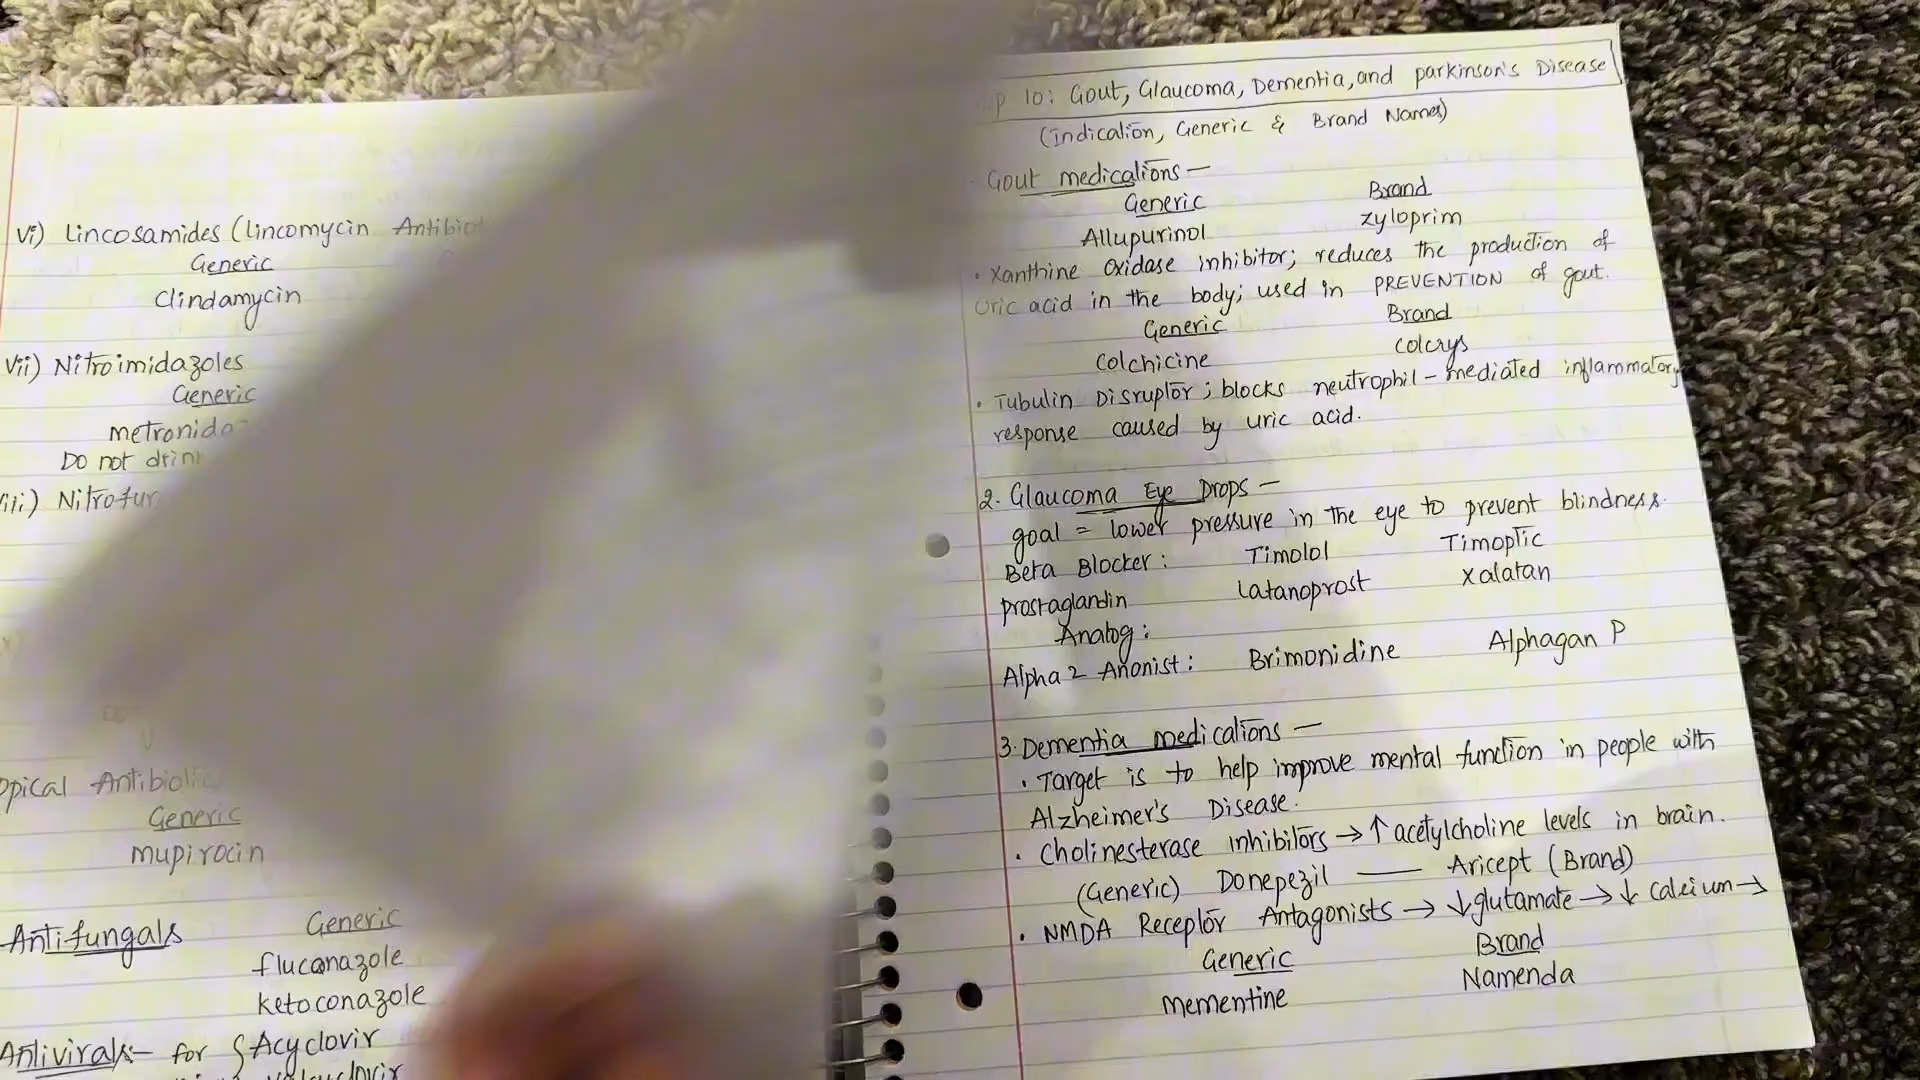 vi) Lincosamides (lincomycin
Generic
Clindamycin
vii) Nitroimidazoles
Generic
Do not
Generic
mupirocin
Antifungals Generic
fluconazole
ketoconazole
Antivirals- for { Acyclovir
10: Gout, Glaucoma, Dementia, and parkinson's Disease
(Indication, Generic & Brand Names)
Gout medications —
Generic Brand
Allupurinol zyloprim
• Xanthine Oxidase inhibitor; reduces the production of
Uric acid in the body; used in PREVENTION of gout.
Generic Brand
Colchicine colcrys
• Tubulin Disruptor; blocks neutrophil-mediated inflammatory
response caused by uric acid.
2. Glaucoma Eye Drops —
goal = lower pressure in the eye to prevent blindness.
Beta Blocker: Timolol Timoptic
prostaglandin latanoprost xalatan
Analog:
Alpha 2 Anonist: Brimonidine Alphagan P
3. Dementia medications —
• Target is to help improve mental function in people with
Alzheimer's Disease.
• Cholinesterase inhibitors → ↑ acetylcholine levels in brain.
(Generic) Donepezil — Aricept (Brand)
• NMDA Receptor Antagonists → ↓ glutamate → ↓ calcium →
Generic Brand
mementine Namenda